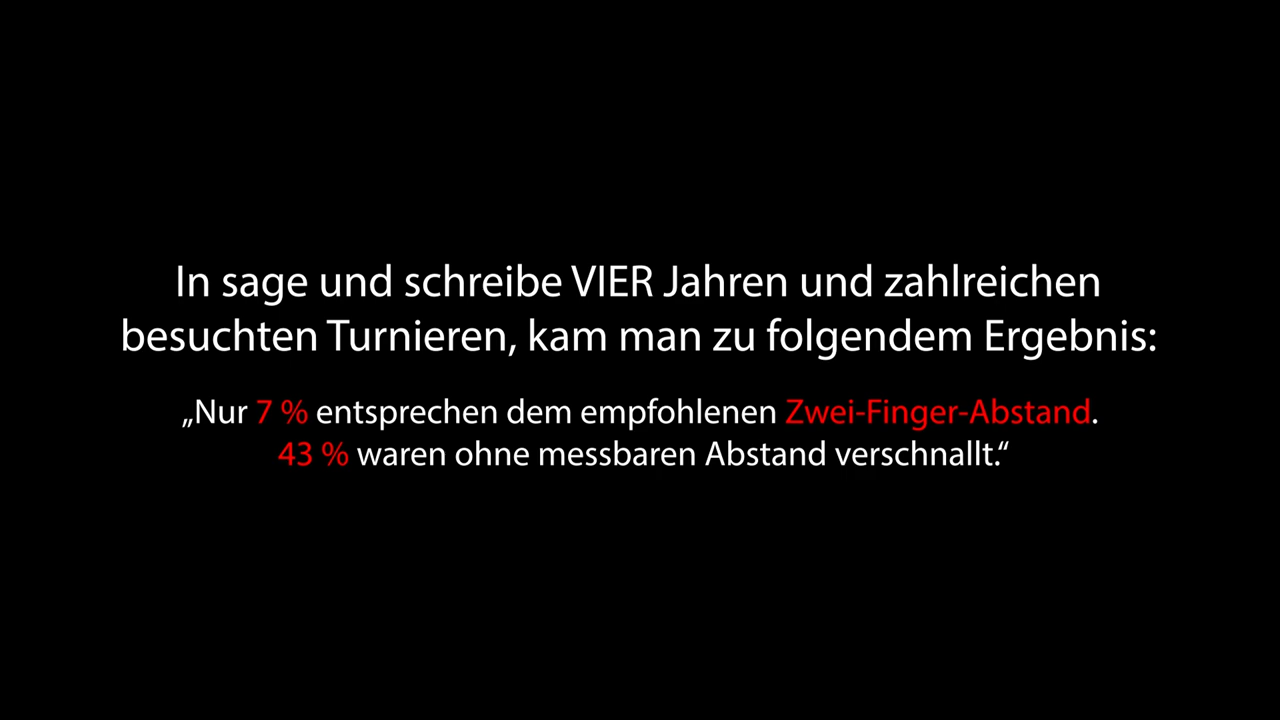 In sage und schreibe VIER Jahren und zahlreichen
besuchten Turnieren, kam man zu folgendem Ergebnis:
„Nur 7 % entsprechen dem empfohlenen Zwei-Finger-Abstand.
43 % waren ohne messbaren Abstand verschnallt.“